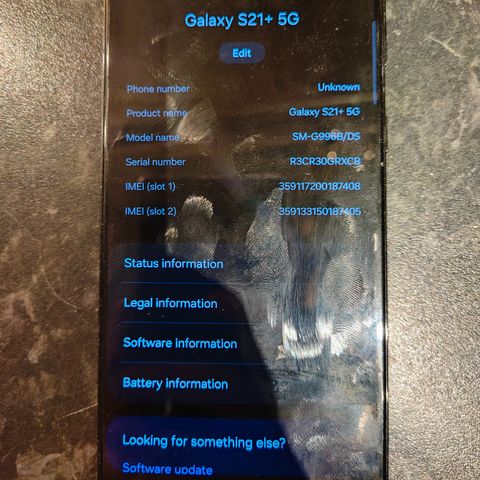 Galaxy S21+ 5G
Edit
Phone number Unknown
Product name Galaxy S21+ 5G
Model name SM-G996B/DS
Serial number R3CR30GRXCB
IMEI (slot 1) 359117200187408
IMEI (slot 2) 359133150187405
Status information
Legal information
Software information
Battery information
Looking for something else?
Software update